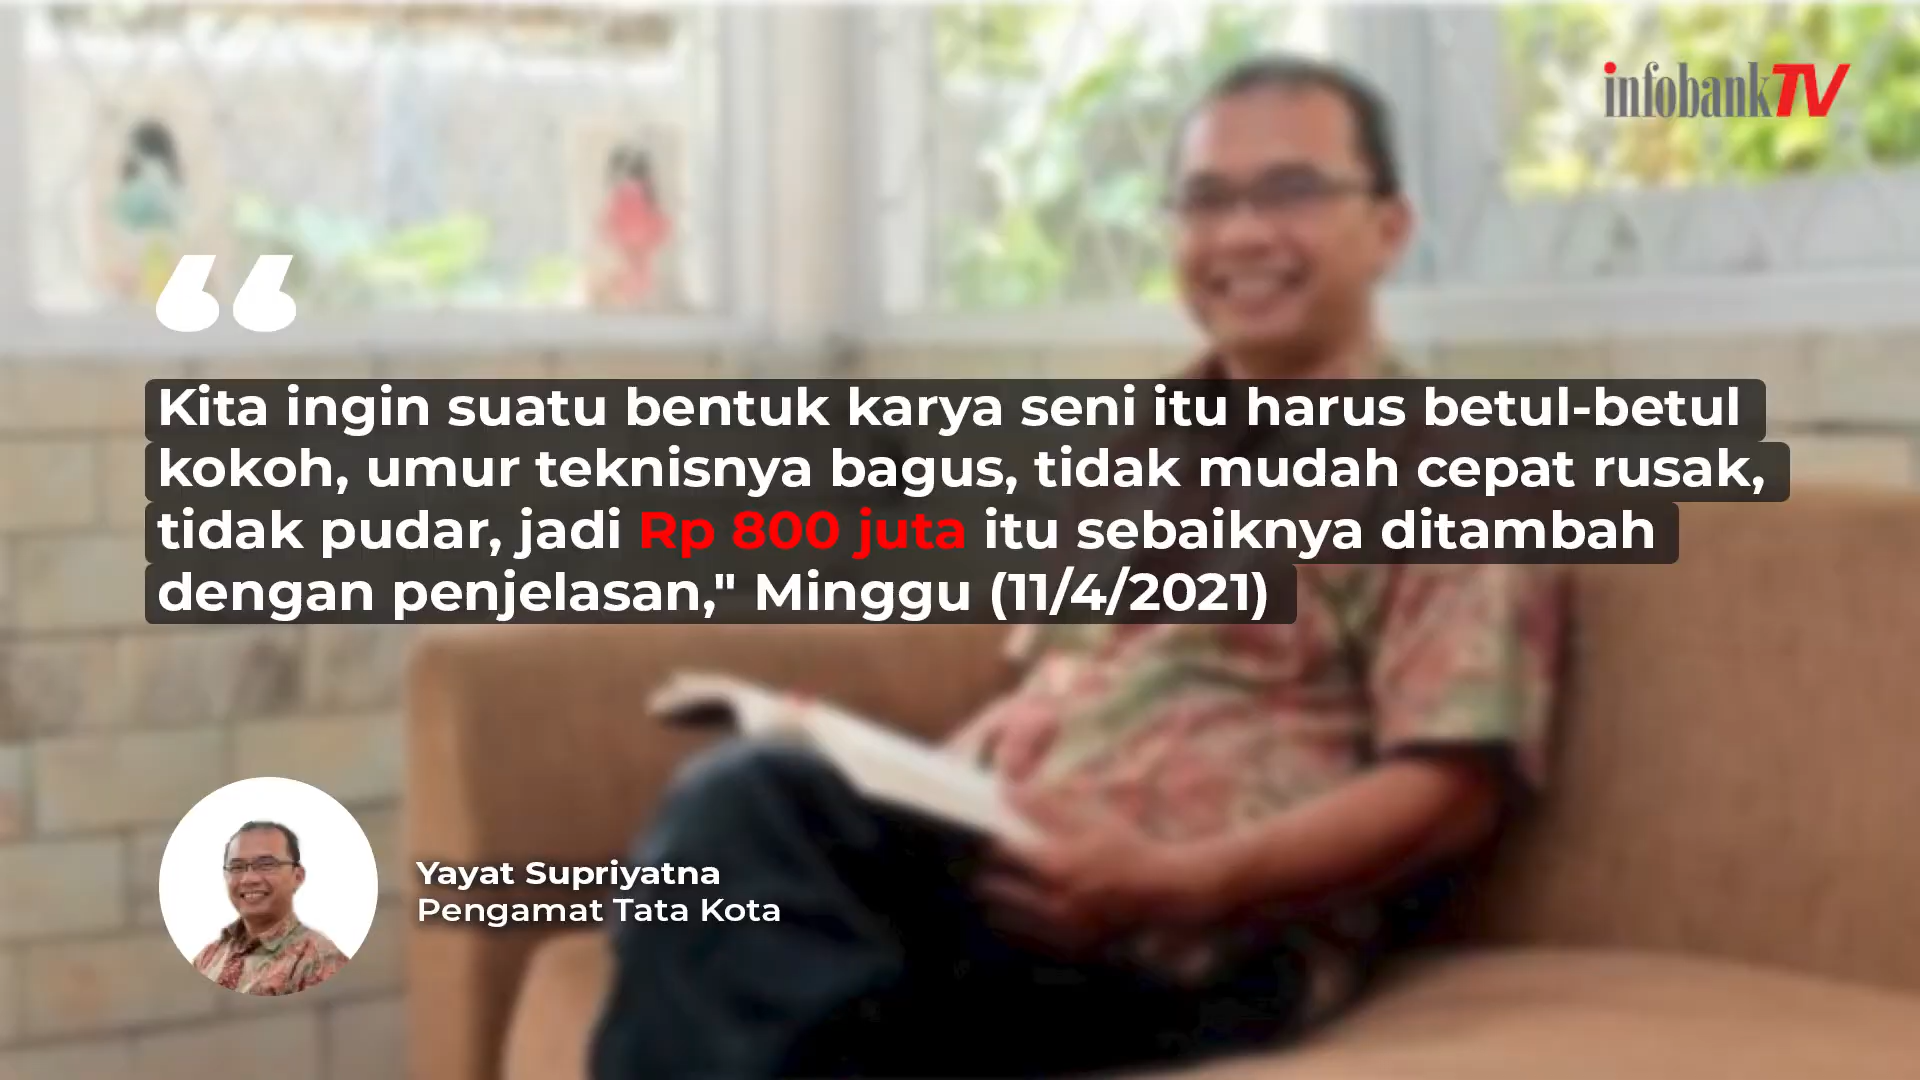 infobankTV
“
Kita ingin suatu bentuk karya seni itu harus betul-betul
kokoh, umur teknisnya bagus, tidak mudah cepat rusak,
tidak pudar, jadi Rp 800 juta itu sebaiknya ditambah
dengan penjelasan," Minggu (11/4/2021)
Yayat Supriyatna
Pengamat Tata Kota